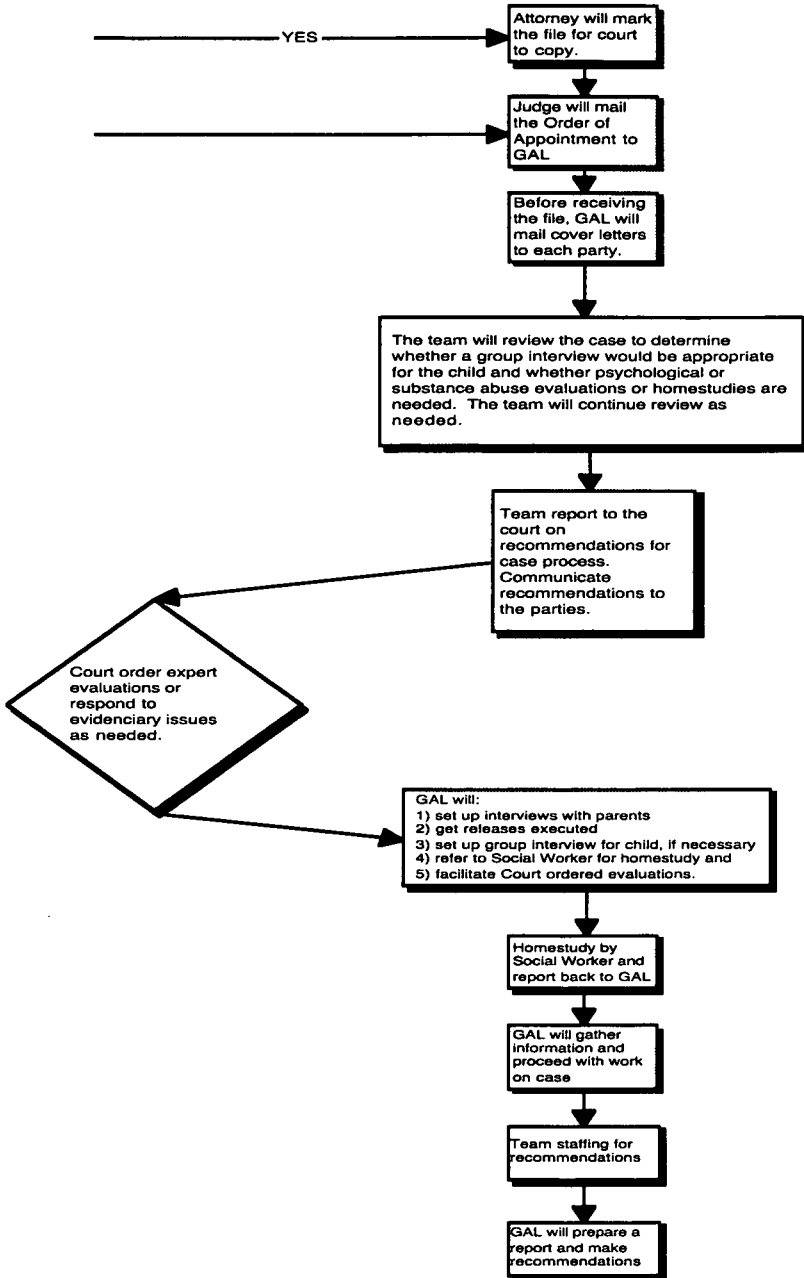 YES
Attorney will mark
the file for court
to copy.
Judge will mail
the Order of
Appointment to
GAL
Before receiving
the file, GAL will
mail cover letters
to each party.
The team will review the case to determine
whether a group interview would be appropriate
for the child and whether psychological or
substance abuse evaluations or homestudies are
needed. The team will continue review as
needed.
Team report to the
court on
recommendations for
case process.
Communicate
recommendations to
the parties.
Court order expert
evaluations or
respond to
evidenciary issues
as needed.
GAL will:
1) set up interviews with parents
2) get releases executed
3) set up group interview for child, if necessary
4) refer to Social Worker for homestudy and
5) facilitate Court ordered evaluations.
Homestudy by
Social Worker and
report back to GAL
GAL will gather
information and
proceed with work
on case
Team staffing for
recommendations
GAL will prepare a
report and make
recommendations